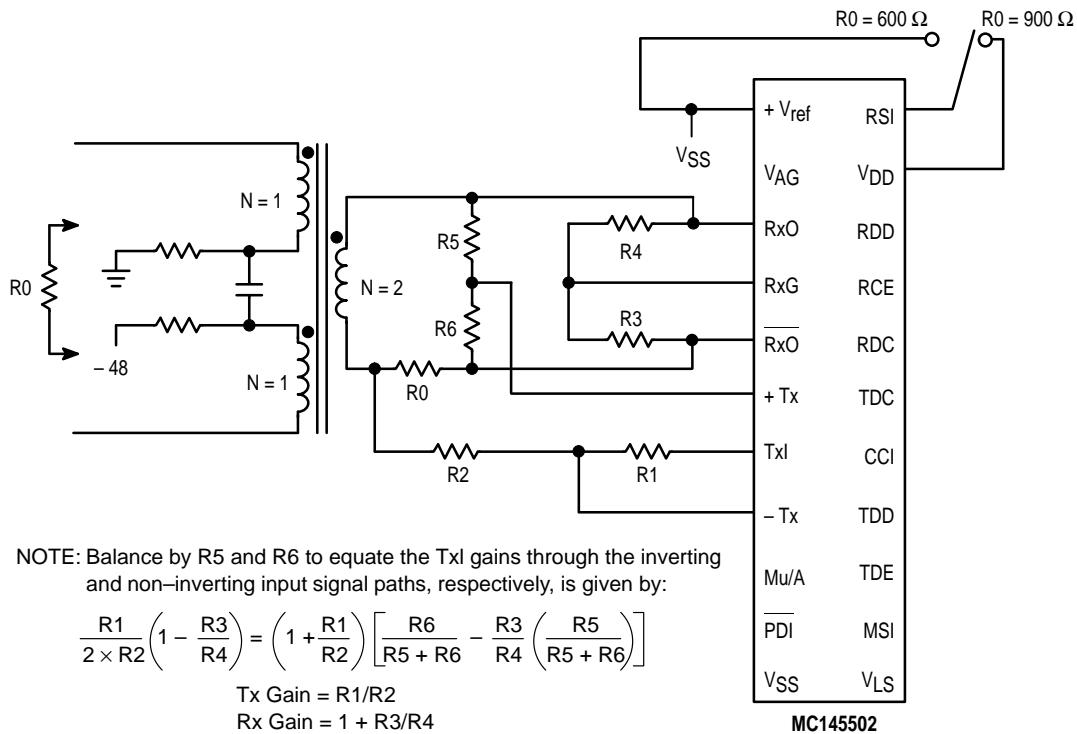 R0 = 600 Ω
R0 = 900 Ω
+ Vref
RSI
VSS
VAG
VDD
N = 1
RxO
RDD
R5
R4
R0
N = 2
RxG
RCE
R6
R3
RxO
RDC
– 48
N = 1
R0
+ Tx
TDC
TxI
CCI
R2
R1
– Tx
TDD
NOTE: Balance by R5 and R6 to equate the TxI gains through the inverting
and non–inverting input signal paths, respectively, is given by:
Mu/A
TDE
R1 / 2 × R2 (1 – R3 / R4) = (1 + R1 / R2) [R6 / R5 + R6 – R3 / R4 (R5 / R5 + R6)]
PDI
MSI
Tx Gain = R1/R2
VSS
VLS
Rx Gain = 1 + R3/R4
MC145502